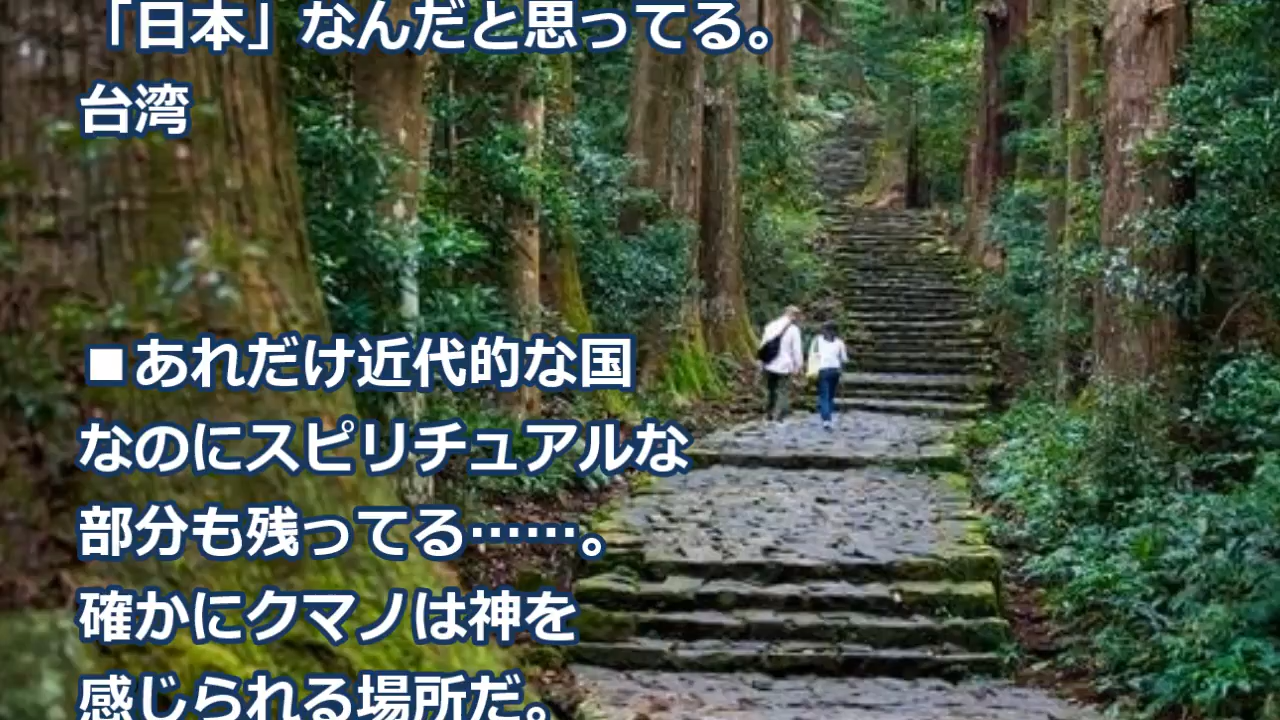 「日本」なんだと思ってる。
台湾
■あれだけ近代的な国
なのにスピリチュアルな
部分も残ってる……。
確かにクマノは神を
感じられる場所だ。